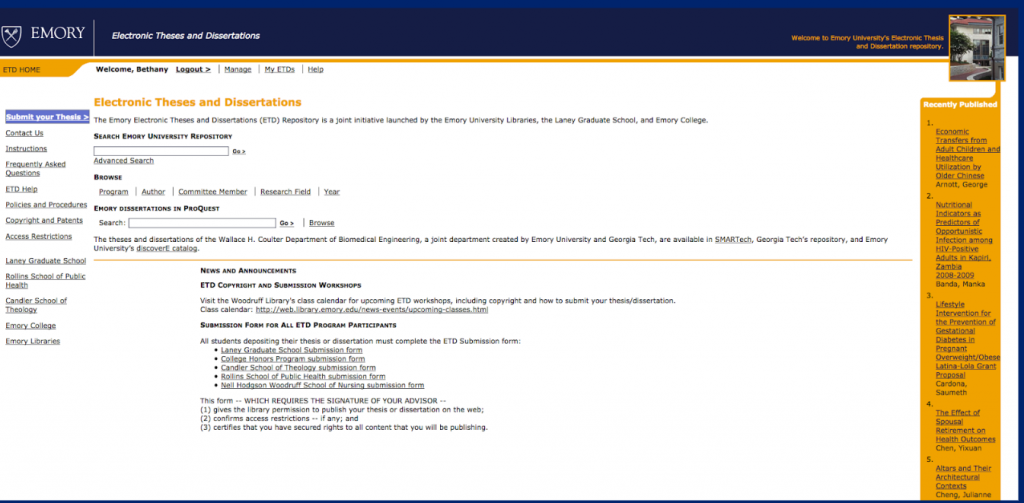 EMORY
Electronic Theses and Dissertations
Welcome to Emory University's Electronic Thesis
and Dissertation repository.
ETD HOME
Welcome, Bethany Logout > | Manage | My ETDs | Help
Submit your Thesis >
Contact Us
Instructions
Frequently Asked
Questions
ETD Help
Policies and Procedures
Copyright and Patents
Access Restrictions
Laney Graduate School
Rollins School of Public
Health
Candler School of
Theology
Emory College
Emory Libraries
Electronic Theses and Dissertations
The Emory Electronic Theses and Dissertations (ETD) Repository is a joint initiative launched by the Emory University Libraries, the Laney Graduate School, and Emory College.
SEARCH EMORY UNIVERSITY REPOSITORY
Go >
Advanced Search
BROWSE
Program | Author | Committee Member | Research Field | Year
EMORY DISSERTATIONS IN PROQUEST
Search: Go > | Browse
The theses and dissertations of the Wallace H. Coulter Department of Biomedical Engineering, a joint department created by Emory University and Georgia Tech, are available in SMARTech, Georgia Tech's repository, and Emory
University's discoverE catalog.
NEWS AND ANNOUNCEMENTS
ETD COPYRIGHT AND SUBMISSION WORKSHOPS
Visit the Woodruff Library's class calendar for upcoming ETD workshops, including copyright and how to submit your thesis/dissertation.
Class calendar: http://web.library.emory.edu/news-events/upcoming-classes.html
SUBMISSION FORM FOR ALL ETD PROGRAM PARTICIPANTS
All students depositing their thesis or dissertation must complete the ETD Submission form:
• Laney Graduate School Submission form
• College Honors Program submission form
• Candler School of Theology submission form
• Rollins School of Public Health submission form
• Nell Hodgson Woodruff School of Nursing submission form
This form -- WHICH REQUIRES THE SIGNATURE OF YOUR ADVISOR --
(1) gives the library permission to publish your thesis or dissertation on the web;
(2) confirms access restrictions -- if any; and
(3) certifies that you have secured rights to all content that you will be publishing.
Recently Published
1.
Economic
Transfers from
Adult Children and
Healthcare
Utilization by
Older Chinese
Arnott, George
2.
Nutritional
Indicators as
Predictors of
Opportunistic
Infection among
HIV-Positive
Adults in Kapiri,
Zambia
2008-2009
Banda, Manka
3.
Lifestyle
Intervention for
the Prevention of
Gestational
Diabetes in
Pregnant
Overweight/Obese
Latina-Lola Grant
Proposal
Cardona,
Saumeth
4.
The Effect of
Spousal
Retirement on
Health Outcomes
Chen, Yixuan
5.
Altars and Their
Architectural
Contexts
Cheng, Julianne